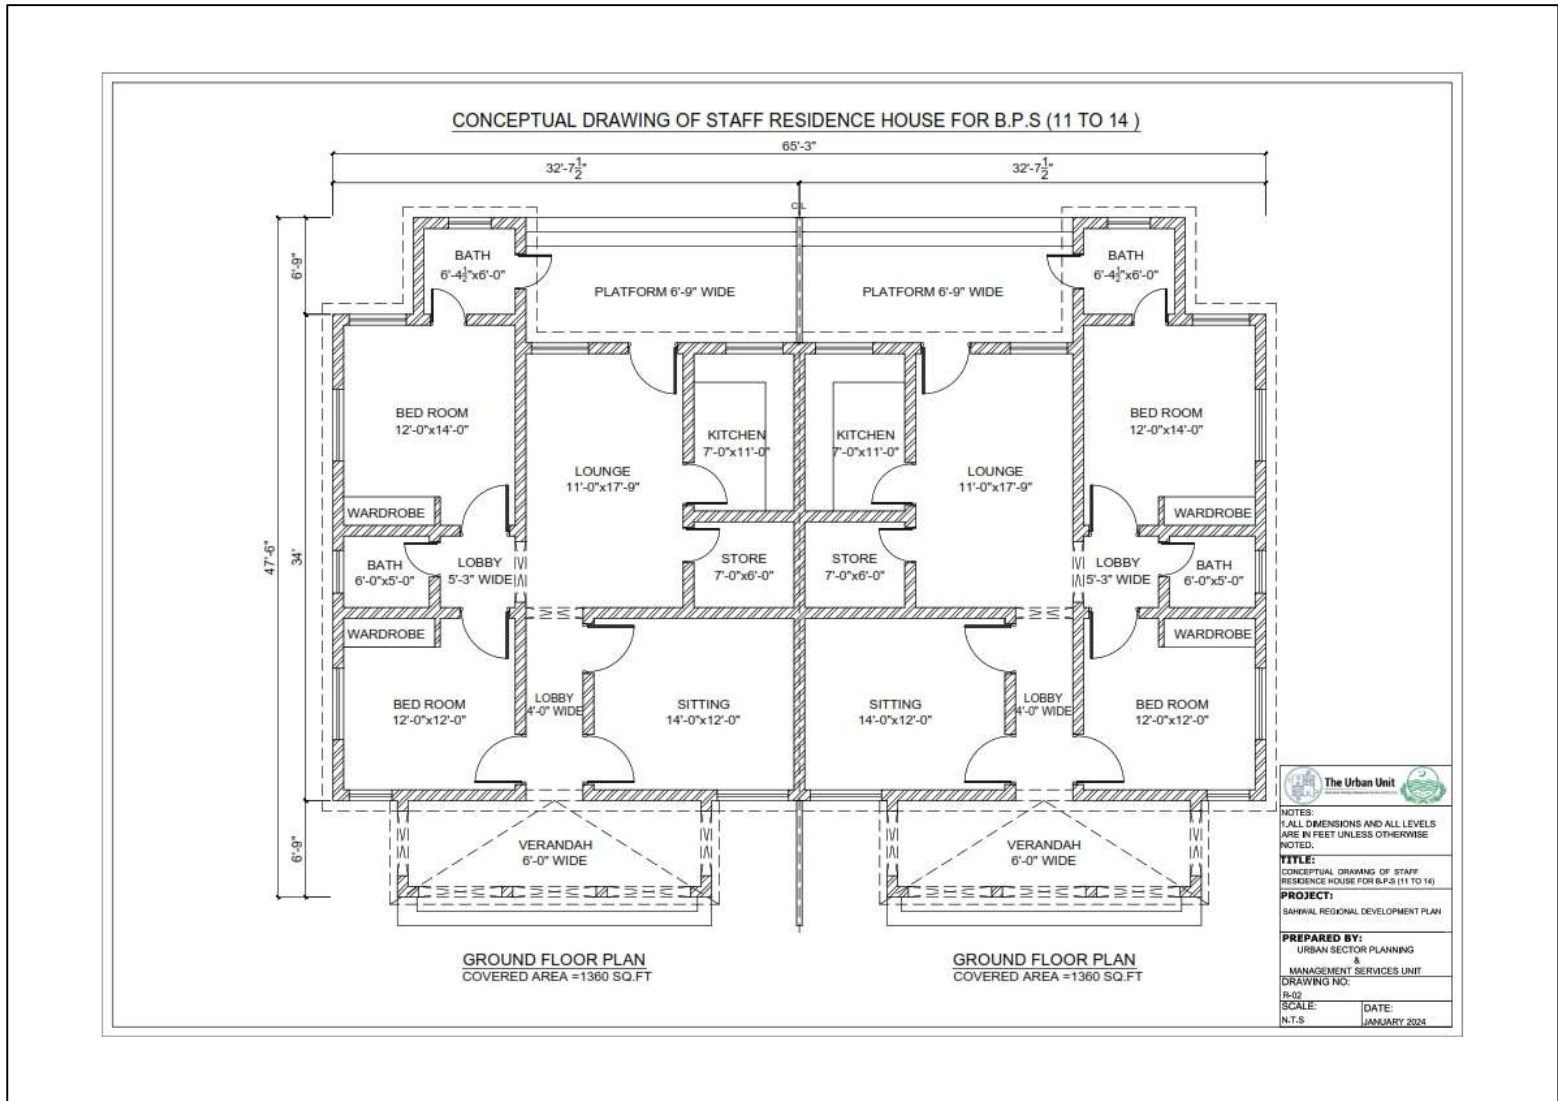 CONCEPTUAL DRAWING OF STAFF RESIDENCE HOUSE FOR B.P.S (11 TO 14 )
65'-3"
32'-7½"
32'-7½"
C.L
6'-9"
47'-6"
34'
6'-9"
BATH
6'-4½"x6'-0"
PLATFORM 6'-9" WIDE
PLATFORM 6'-9" WIDE
BATH
6'-4½"x6'-0"
BED ROOM
12'-0"x14'-0"
LOUNGE
11'-0"x17'-9"
KITCHEN
7'-0"x11'-0"
KITCHEN
7'-0"x11'-0"
LOUNGE
11'-0"x17'-9"
BED ROOM
12'-0"x14'-0"
WARDROBE
WARDROBE
BATH
6'-0"x5'-0"
LOBBY
5'-3" WIDE
STORE
7'-0"x6'-0"
STORE
7'-0"x6'-0"
LOBBY
5'-3" WIDE
BATH
6'-0"x5'-0"
WARDROBE
WARDROBE
BED ROOM
12'-0"x12'-0"
LOBBY
4'-0" WIDE
SITTING
14'-0"x12'-0"
SITTING
14'-0"x12'-0"
LOBBY
4'-0" WIDE
BED ROOM
12'-0"x12'-0"
VERANDAH
6'-0" WIDE
VERANDAH
6'-0" WIDE
GROUND FLOOR PLAN
COVERED AREA =1360 SQ.FT
GROUND FLOOR PLAN
COVERED AREA =1360 SQ.FT
The Urban Unit
NOTES:
1.ALL DIMENSIONS AND ALL LEVELS
ARE IN FEET UNLESS OTHERWISE
NOTED.
TITLE:
CONCEPTUAL DRAWING OF STAFF
RESIDENCE HOUSE FOR B.P.S (11 TO 14)
PROJECT:
SAHIWAL REGIONAL DEVELOPMENT PLAN
PREPARED BY:
URBAN SECTOR PLANNING
&
MANAGEMENT SERVICES UNIT
DRAWING NO:
R-02
SCALE:
N.T.S
DATE:
JANUARY 2024